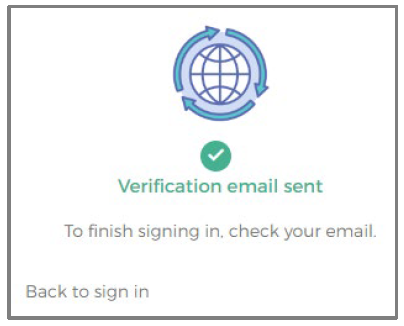 Verification email sent
To finish signing in, check your email.
Back to sign in